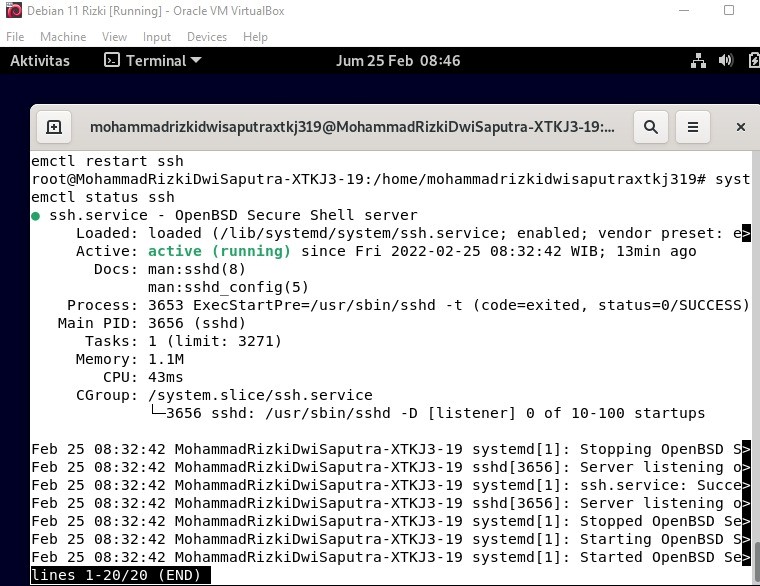 Debian 11 Rizki [Running] - Oracle VM VirtualBox
File Machine View Input Devices Help
Aktivitas Terminal Jum 25 Feb 08:46
mohammadrizkidwisaputraxtkj319@MohammadRizkiDwiSaputra-XTKJ3-19:...
emctl restart ssh
root@MohammadRizkiDwiSaputra-XTKJ3-19:/home/mohammadrizkidwisaputraxtkj319# syst
emctl status ssh
● ssh.service - OpenBSD Secure Shell server
Loaded: loaded (/lib/systemd/system/ssh.service; enabled; vendor preset: e>
Active: active (running) since Fri 2022-02-25 08:32:42 WIB; 13min ago
Docs: man:sshd(8)
man:sshd_config(5)
Process: 3653 ExecStartPre=/usr/sbin/sshd -t (code=exited, status=0/SUCCESS)
Main PID: 3656 (sshd)
Tasks: 1 (limit: 3271)
Memory: 1.1M
CPU: 43ms
CGroup: /system.slice/ssh.service
└─3656 sshd: /usr/sbin/sshd -D [listener] 0 of 10-100 startups
Feb 25 08:32:42 MohammadRizkiDwiSaputra-XTKJ3-19 systemd[1]: Stopping OpenBSD S>
Feb 25 08:32:42 MohammadRizkiDwiSaputra-XTKJ3-19 sshd[3656]: Server listening o>
Feb 25 08:32:42 MohammadRizkiDwiSaputra-XTKJ3-19 systemd[1]: ssh.service: Succe>
Feb 25 08:32:42 MohammadRizkiDwiSaputra-XTKJ3-19 sshd[3656]: Server listening o>
Feb 25 08:32:42 MohammadRizkiDwiSaputra-XTKJ3-19 systemd[1]: Stopped OpenBSD Se>
Feb 25 08:32:42 MohammadRizkiDwiSaputra-XTKJ3-19 systemd[1]: Starting OpenBSD S>
Feb 25 08:32:42 MohammadRizkiDwiSaputra-XTKJ3-19 systemd[1]: Started OpenBSD Se>
lines 1-20/20 (END)